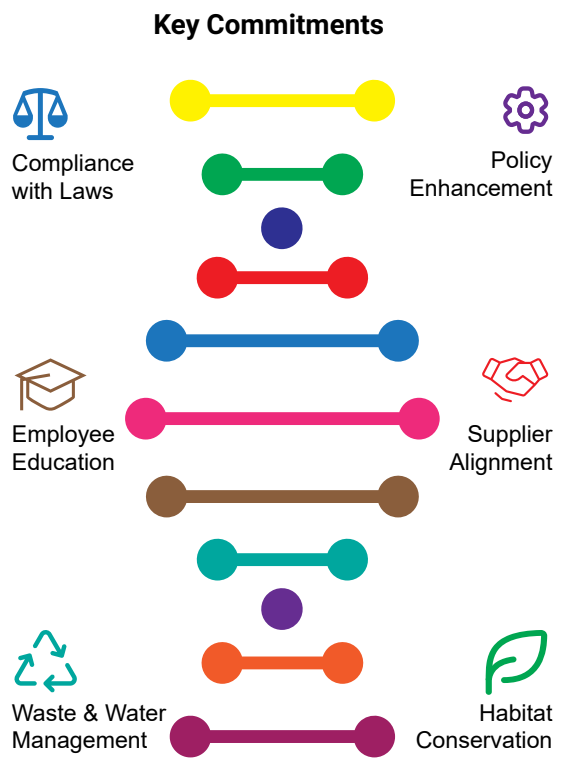 Key Commitments
Compliance
with Laws
Policy
Enhancement
Employee
Education
Supplier
Alignment
Waste & Water
Management
Habitat
Conservation